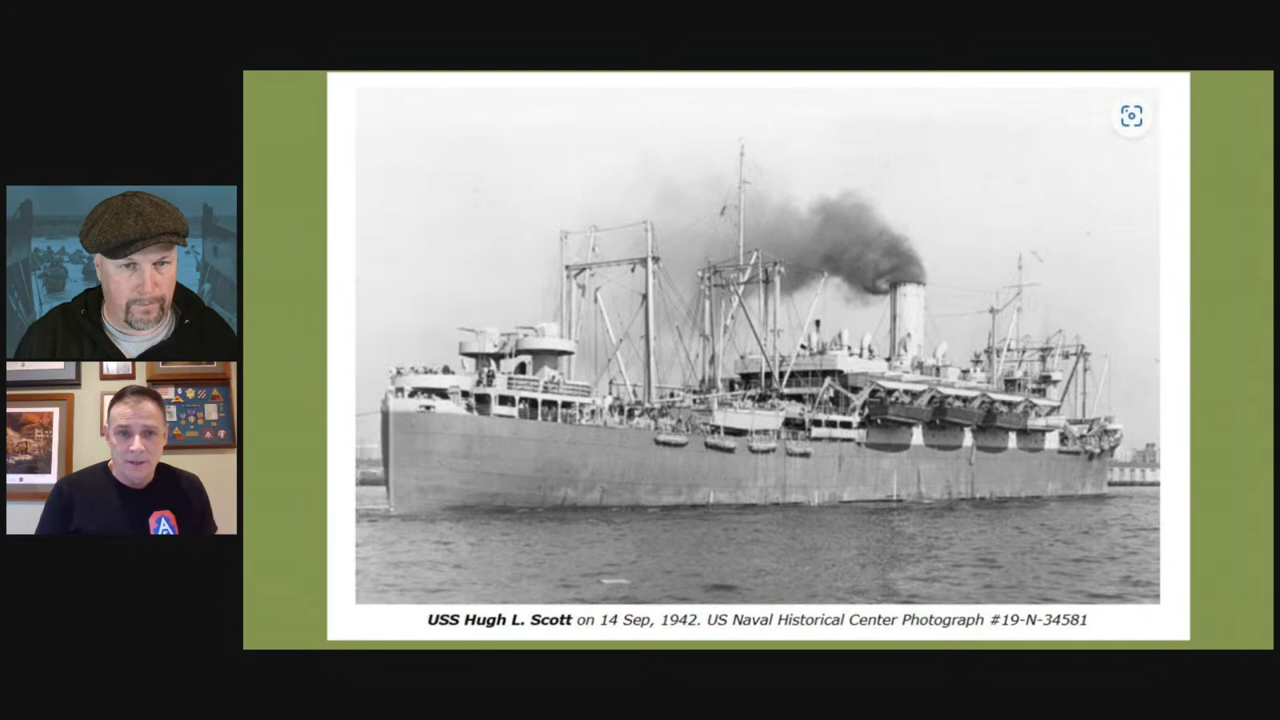 USS Hugh L. Scott on 14 Sep, 1942. US Naval Historical Center Photograph #19-N-34581
A